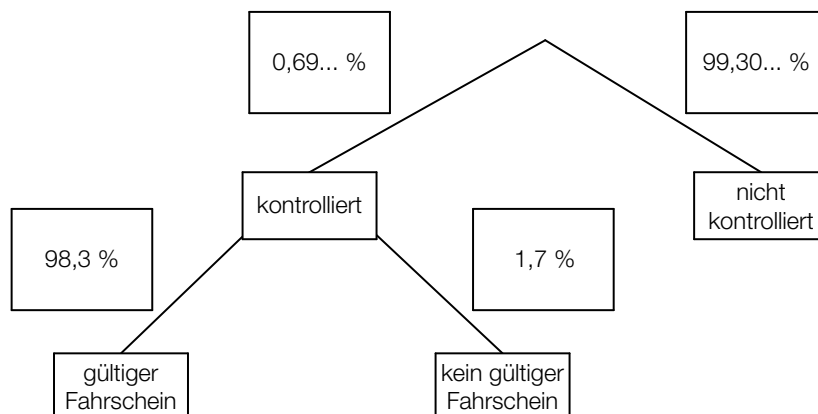 0,69... %
99,30... %
kontrolliert
nicht
kontrolliert
98,3 %
1,7 %
gültiger
Fahrschein
kein gültiger
Fahrschein